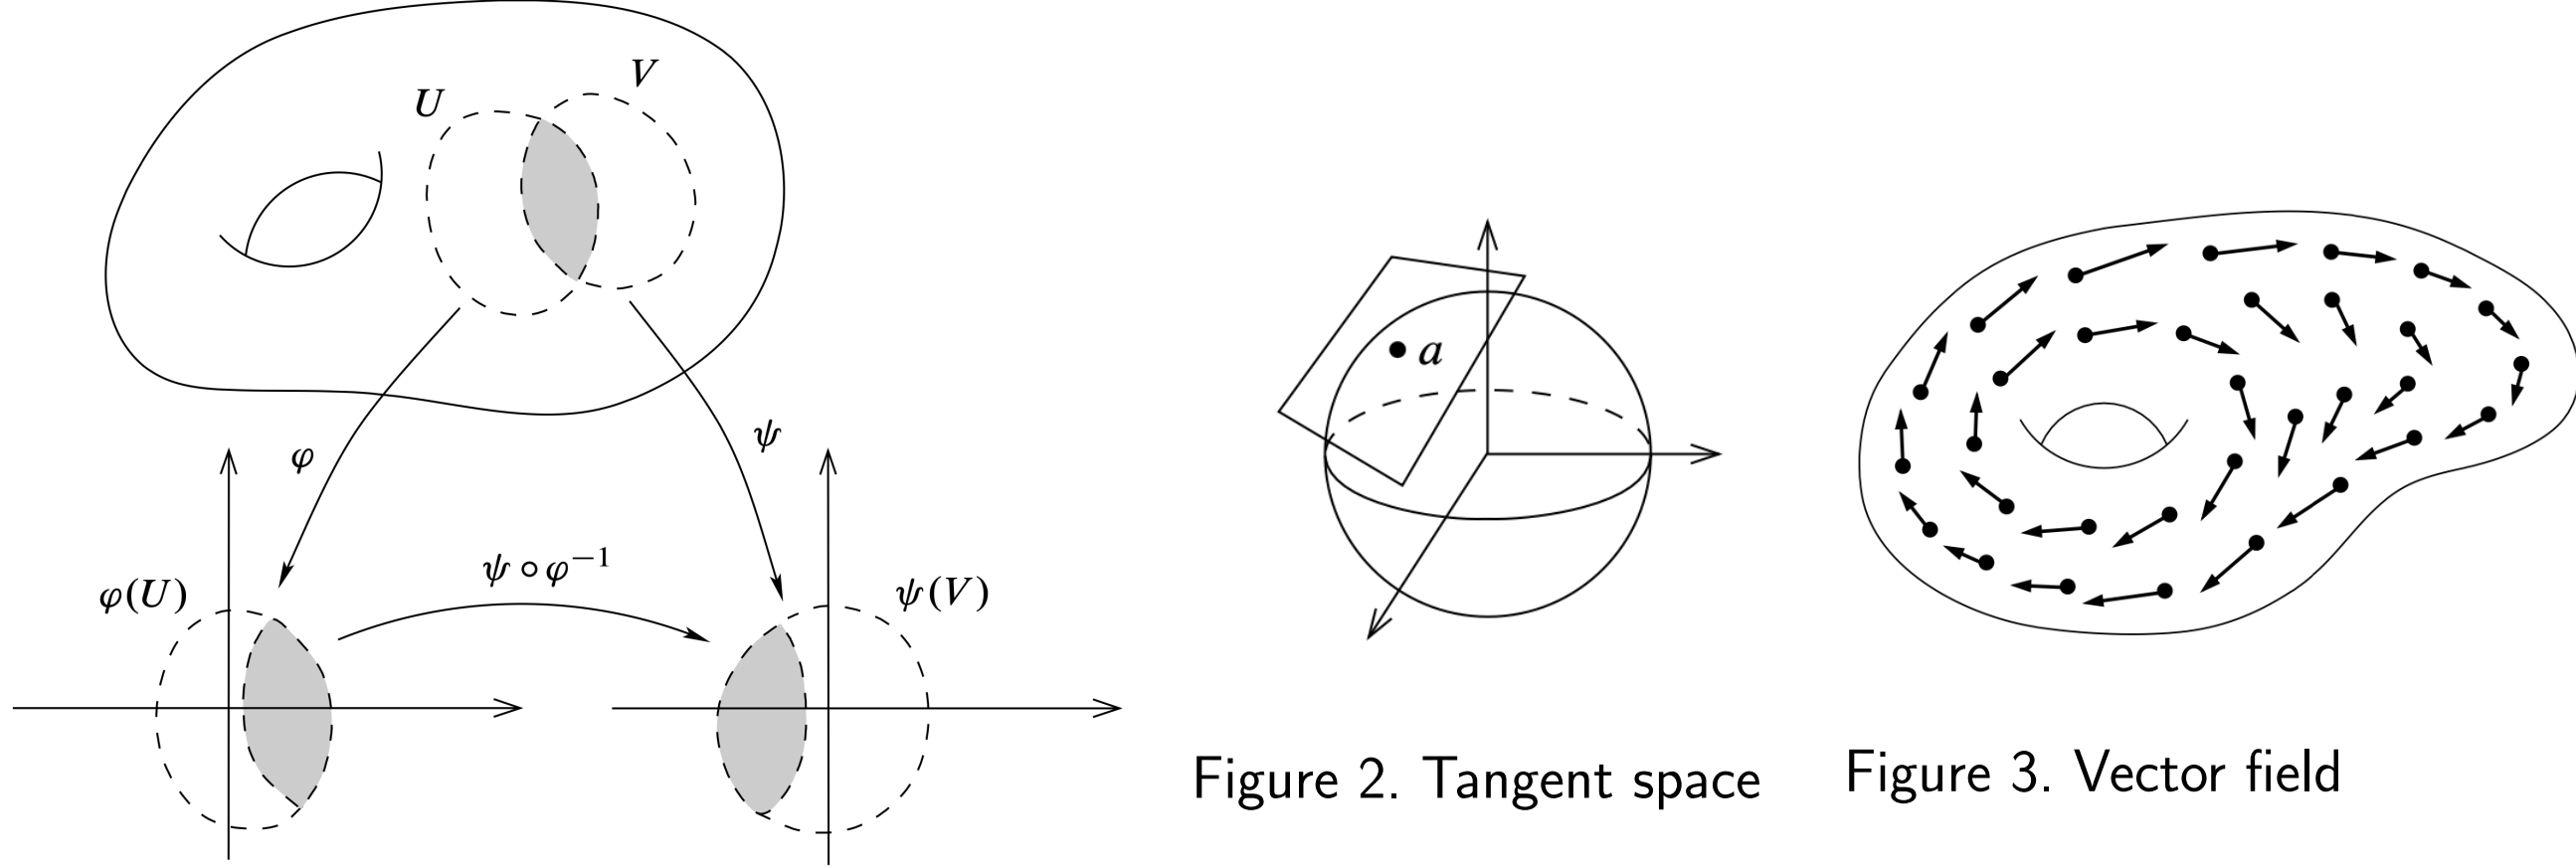 V
U
a
ψ
φ
ψ ∘ φ⁻¹
φ(U)
ψ(V)
Figure 2. Tangent space
Figure 3. Vector field